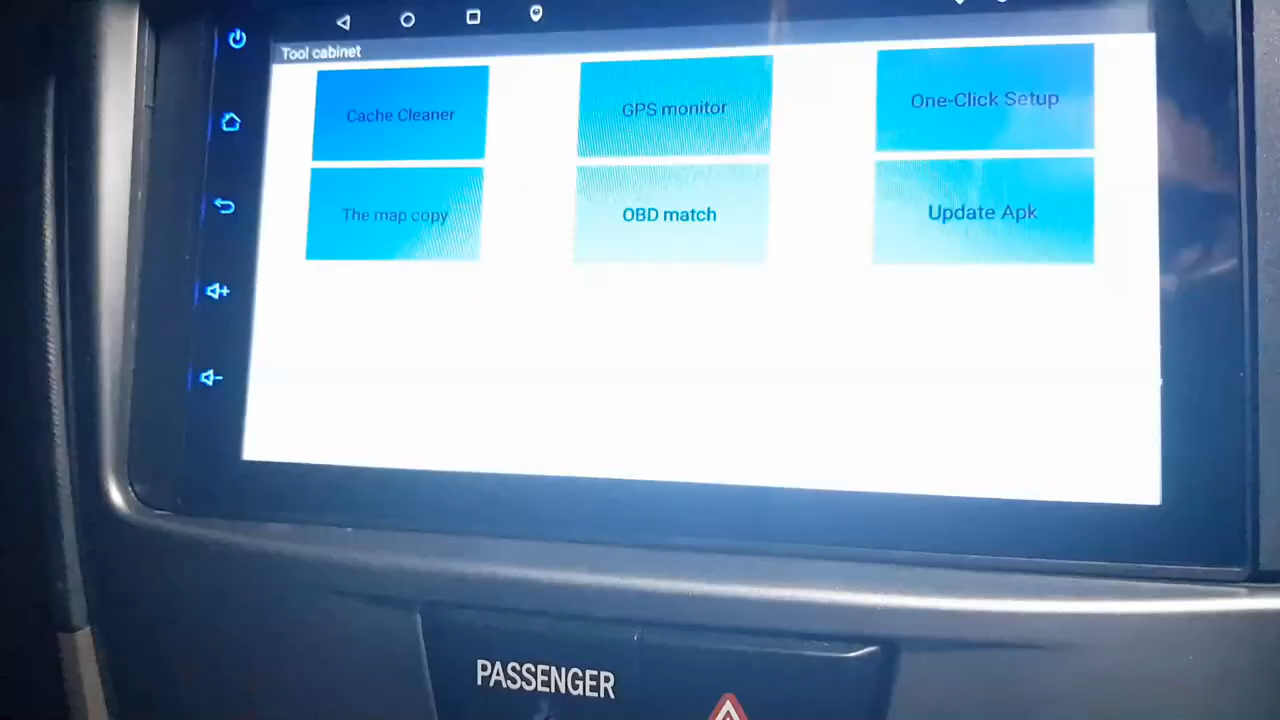 Tool cabinet
Cache Cleaner
GPS monitor
One-Click Setup
The map copy
OBD match
Update Apk
PASSENGER